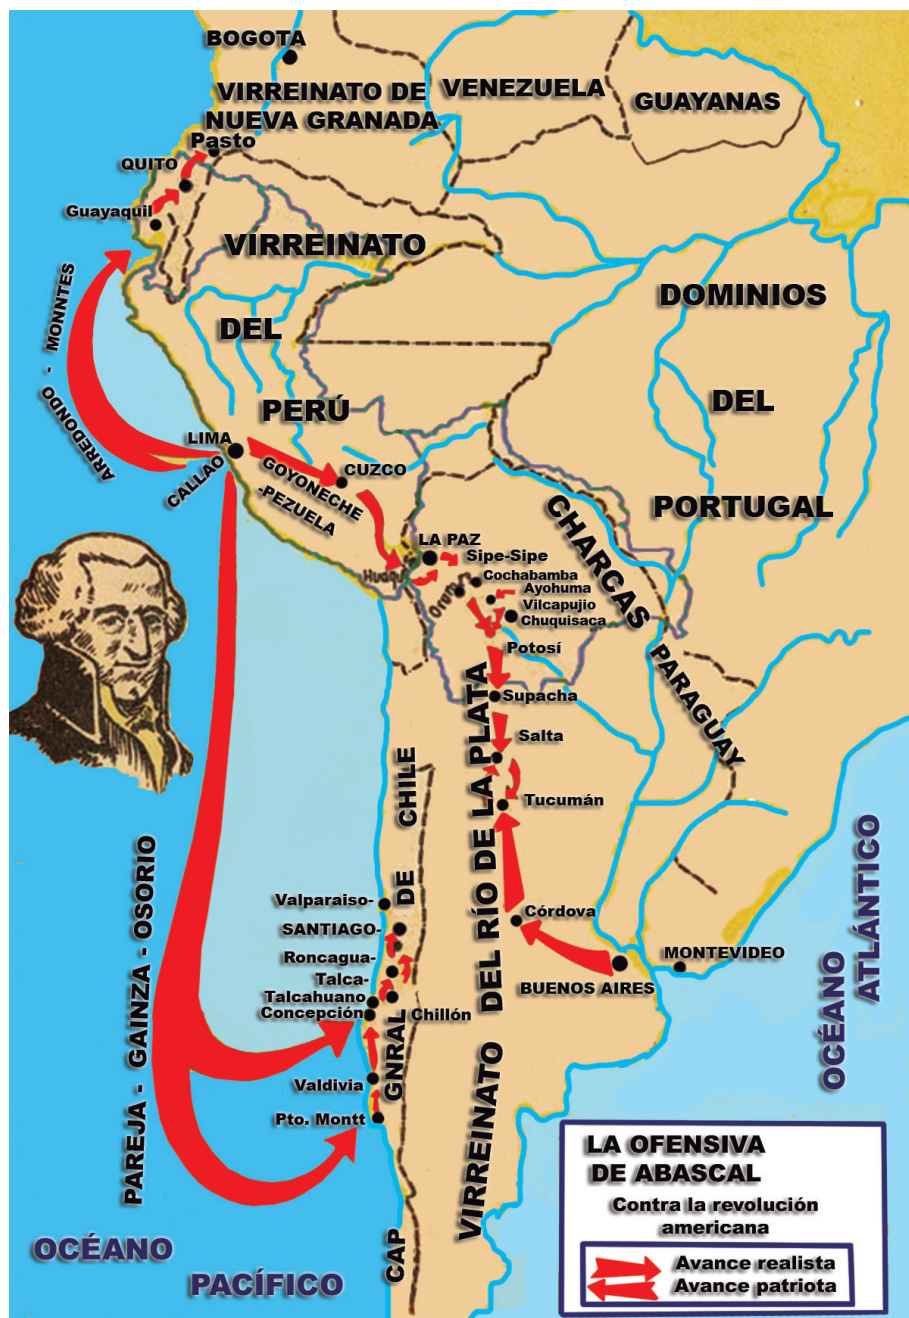 BOGOTA
VIRREINATO DE
NUEVA GRANADA
VENEZUELA
GUAYANAS
Pasto
QUITO
Guayaquil
VIRREINATO
DEL
PERÚ
DOMINIOS
DEL
PORTUGAL
ARREDONDO - MONNTES
LIMA
CALLAO
CUZCO
GOYONECHE
-PEZUELA
CHARCAS
LA PAZ
Sipe-Sipe
Huaqui
Cochabamba
Oruro
Ayohuma
Vilcapujio
Chuquisaca
Potosí
PARAGUAY
Supacha
Salta
Tucumán
VIRREINATO DEL RÍO DE LA PLATA
CAP GNRAL DE CHILE
Valparaiso-
SANTIAGO-
Roncagua-
Talca-
Talcahuano
Concepción
Chillón
Valdivia
Pto. Montt
Córdova
BUENOS AIRES
MONTEVIDEO
PAREJA - GAINZA - OSORIO
OCÉANO
ATLÁNTICO
OCÉANO
PACÍFICO
LA OFENSIVA
DE ABASCAL
Contra la revolución
americana
Avance realista
Avance patriota